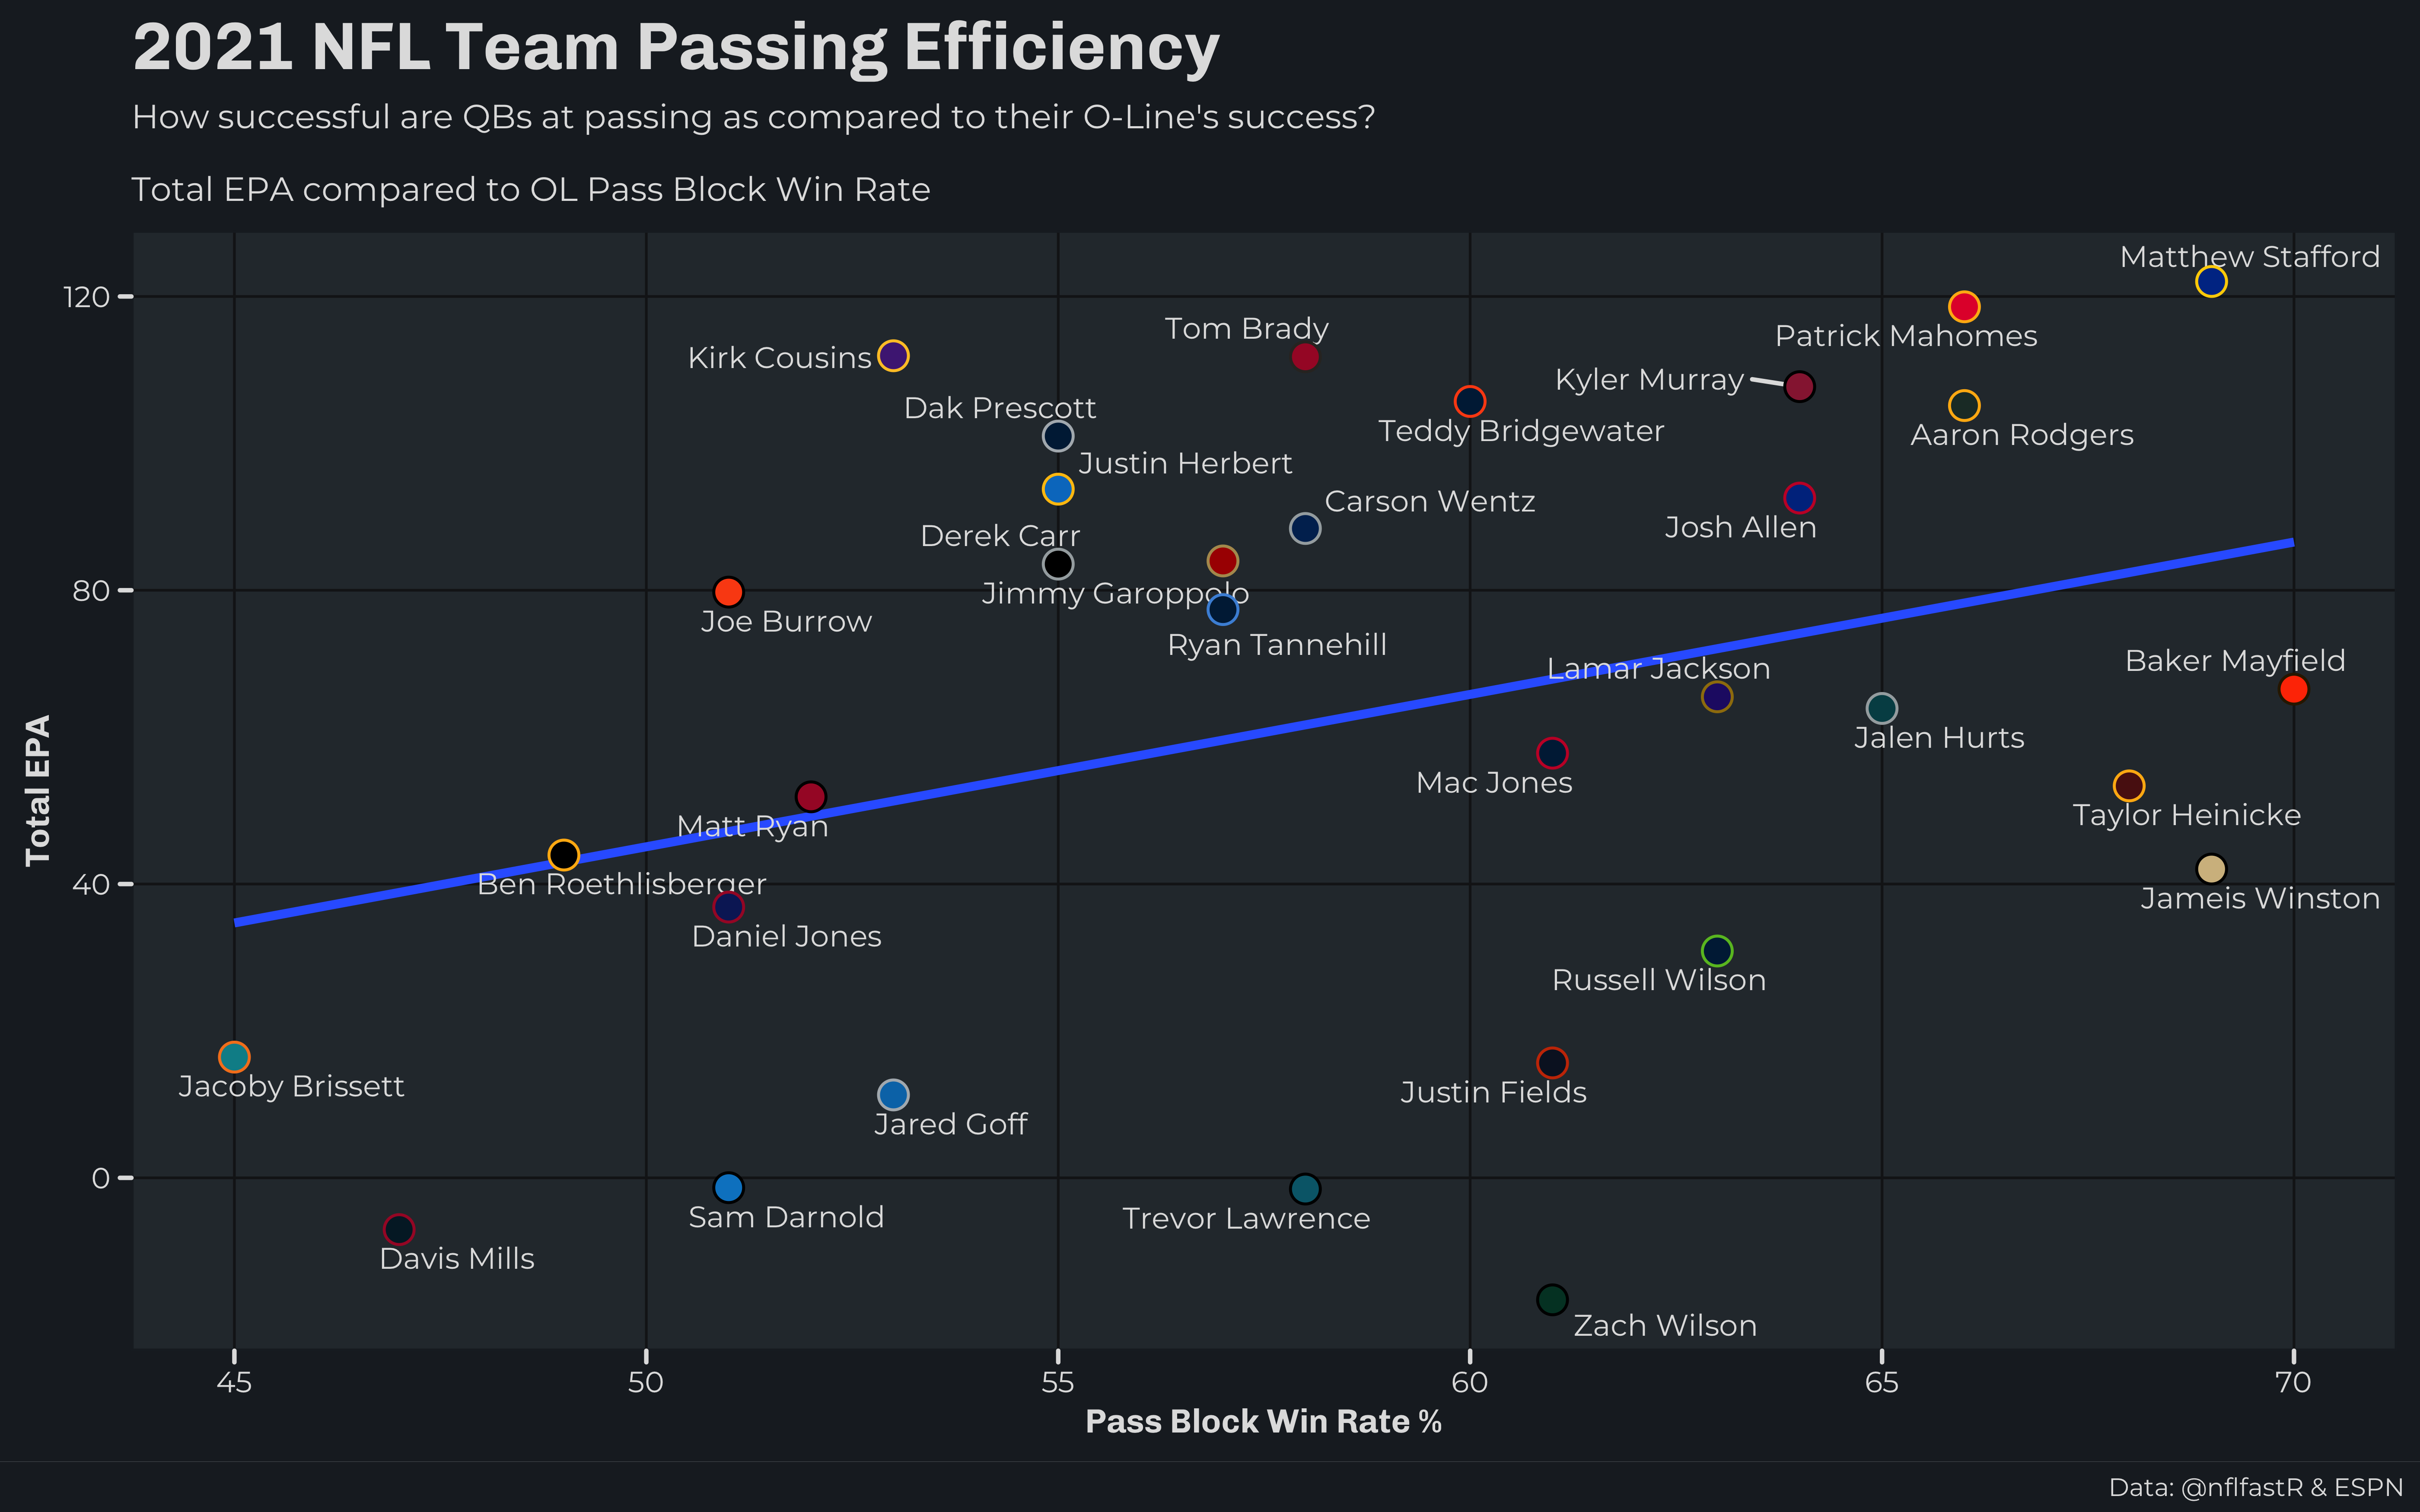 2021 NFL Team Passing Efficiency
How successful are QBs at passing as compared to their O-Line's success?
Total EPA compared to OL Pass Block Win Rate
Matthew Stafford
120
Tom Brady
Patrick Mahomes
Kirk Cousins
Kyler Murray
Dak Prescott
Teddy Bridgewater
Aaron Rodgers
Justin Herbert
Carson Wentz
Josh Allen
Derek Carr
80
Jimmy Garoppolo
Joe Burrow
Ryan Tannehill
Lamar Jackson
Baker Mayfield
Jalen Hurts
Mac Jones
Total EPA
Taylor Heinicke
Matt Ryan
40
Ben Roethlisberger
Jameis Winston
Daniel Jones
Russell Wilson
Jacoby Brissett
Justin Fields
Jared Goff
0
Sam Darnold
Trevor Lawrence
Davis Mills
Zach Wilson
45
50
55
60
65
70
Pass Block Win Rate %
Data: @nflfastR & ESPN